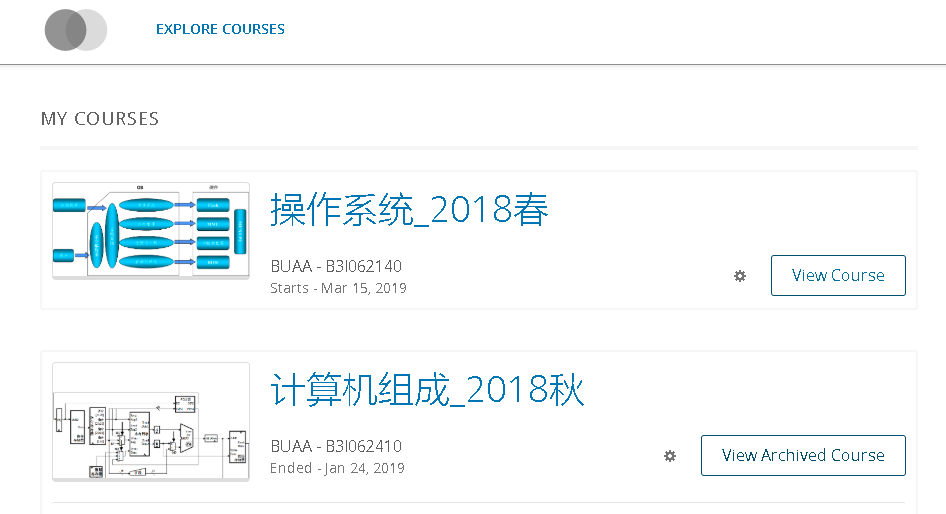 EXPLORE COURSES
MY COURSES
OS
操作系统_2018春
BUAA - B3I062140
Starts - Mar 15, 2019
View Course
计算机组成_2018秋
BUAA - B3I062410
Ended - Jan 24, 2019
View Archived Course